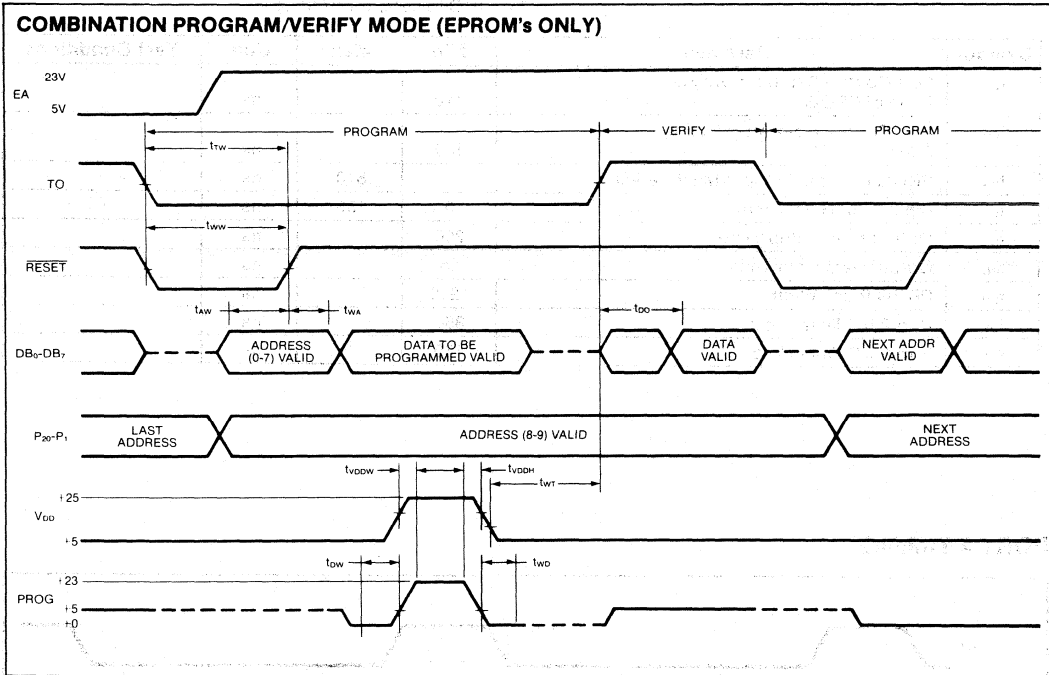 COMBINATION PROGRAM/VERIFY MODE (EPROM's ONLY)
23V
EA
5V
PROGRAM
VERIFY
PROGRAM
tTW
TO
tWW
RESET
tAW
tWA
tDO
DB0-DB7
ADDRESS
(0-7) VALID
DATA TO BE
PROGRAMMED VALID
DATA
VALID
NEXT ADDR
VALID
P20-P1
LAST
ADDRESS
ADDRESS (8-9) VALID
NEXT
ADDRESS
tVDDW
tVDDH
tWT
+25
VDD
+5
tDW
tWD
+23
PROG
+5
+0